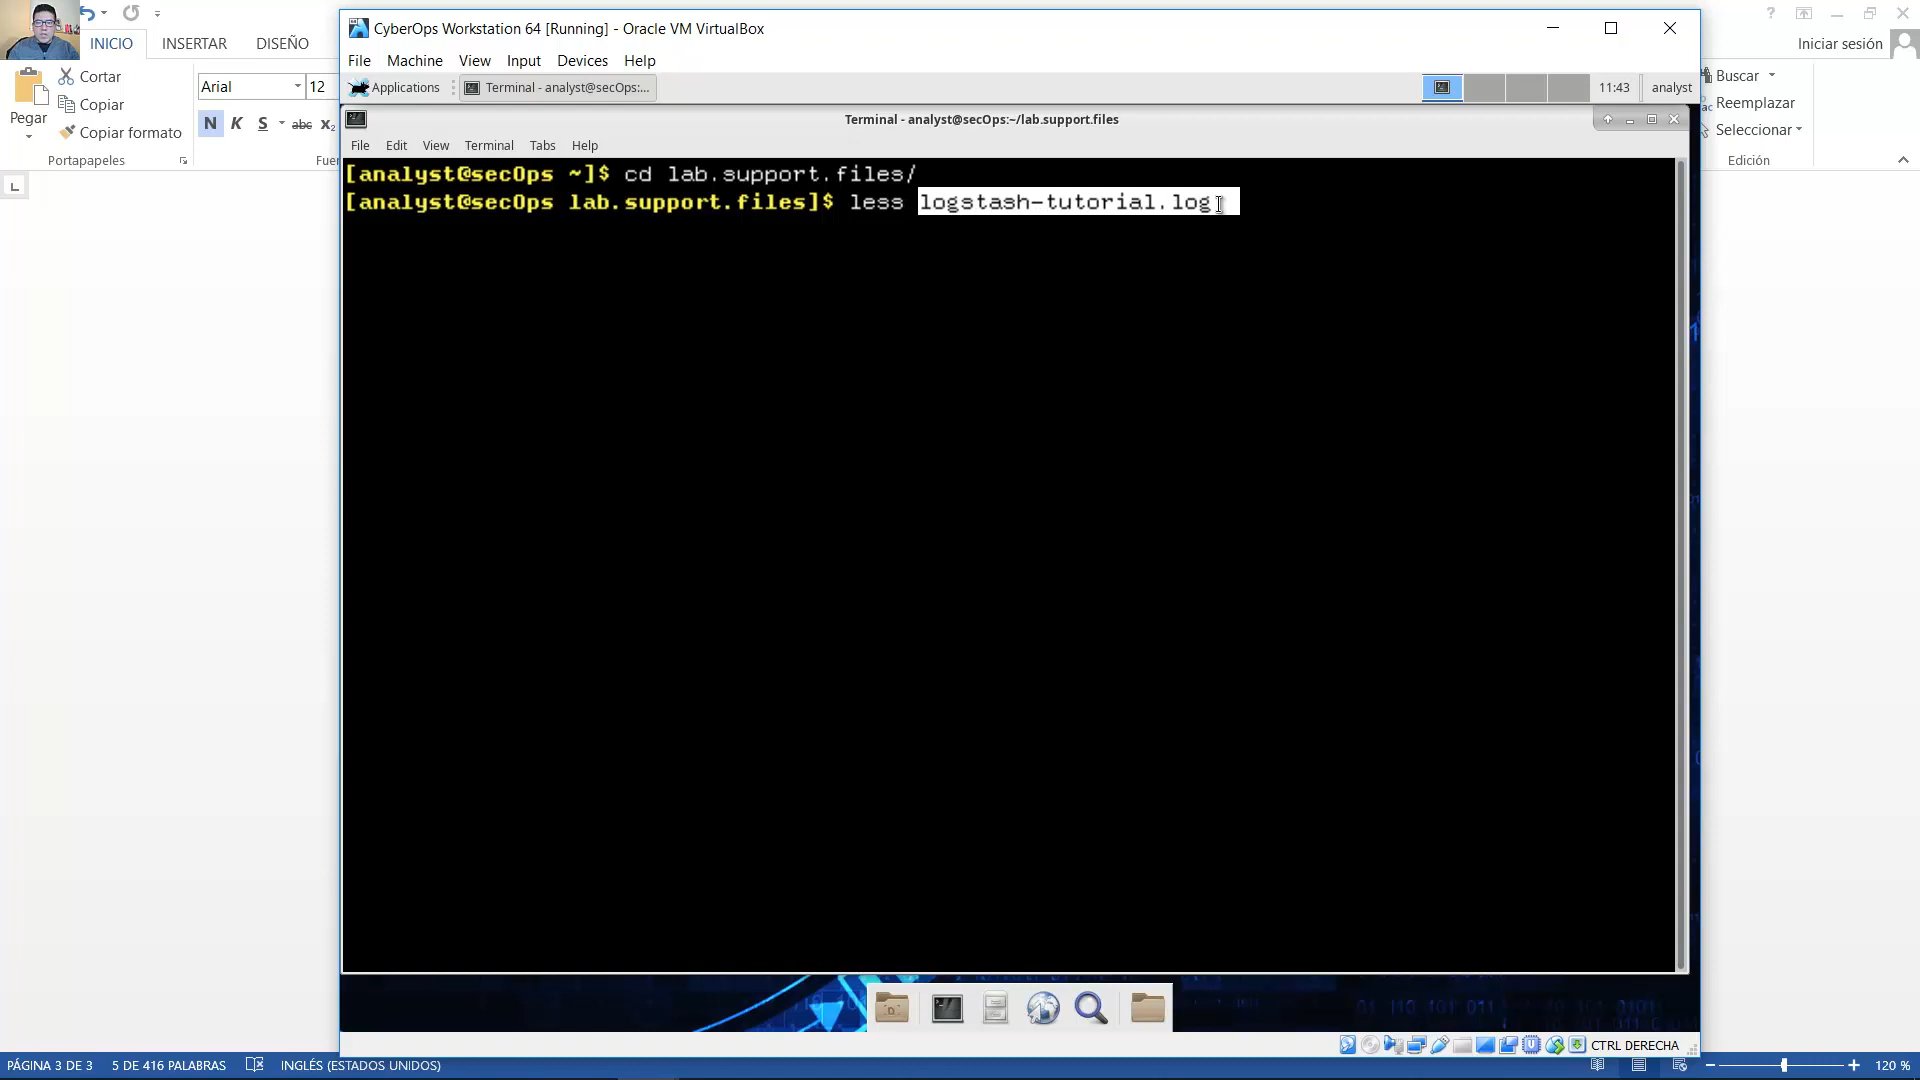 INICIO
INSERTAR
DISEÑO
Iniciar sesión
Pegar
Cortar
Copiar
Copiar formato
Portapapeles
Arial
12
N K S abc x₂
Buscar
Reemplazar
Seleccionar
Edición
CyberOps Workstation 64 [Running] - Oracle VM VirtualBox
File Machine View Input Devices Help
Applications
Terminal - analyst@secOps:...
11:43
analyst
Terminal - analyst@secOps:~/lab.support.files
File Edit View Terminal Tabs Help
[analyst@secOps ~]$ cd lab.support.files/
[analyst@secOps lab.support.files]$ less logstash-tutorial.log
CTRL DERECHA
PÁGINA 3 DE 3
5 DE 416 PALABRAS
INGLÉS (ESTADOS UNIDOS)
120 %